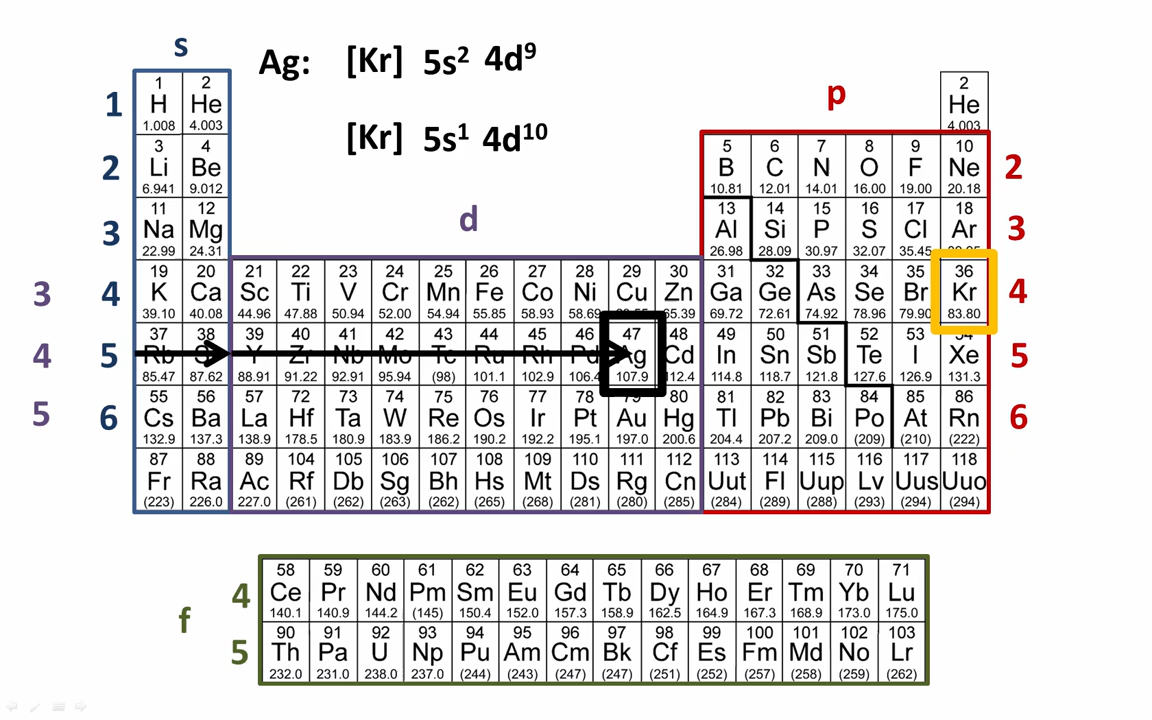 s
Ag: [Kr] 5s² 4d⁹
p
1 2 2
1 H He He
1.008 4.003 4.003
[Kr] 5s¹ 4d¹⁰
3 4 5 6 7 8 9 10
2 Li Be B C N O F Ne 2
6.941 9.012 10.81 12.01 14.01 16.00 19.00 20.18
d
11 12 13 14 15 16 17 18
3 Na Mg Al Si P S Cl Ar 3
22.99 24.31 26.98 28.09 30.97 32.07 35.45
19 20 21 22 23 24 25 26 27 28 29 30 31 32 33 34 35 36
3 4 K Ca Sc Ti V Cr Mn Fe Co Ni Cu Zn Ga Ge As Se Br Kr 4
39.10 40.08 44.96 47.88 50.94 52.00 54.94 55.85 58.93 58.69 65.39 69.72 72.61 74.92 78.96 79.90 83.80
37 38 39 40 41 42 43 44 45 46 47 48 49 50 51 52 53 54
4 5 Rb Y Zr Nb Mo Tc Ru Rh Pd Ag Cd In Sn Sb Te I Xe 5
85.47 87.62 88.91 91.22 92.91 95.94 (98) 101.1 102.9 106.4 107.9 112.4 114.8 118.7 121.8 127.6 126.9 131.3
55 56 57 72 73 74 75 76 77 78 79 80 81 82 83 84 85 86
5 6 Cs Ba La Hf Ta W Re Os Ir Pt Au Hg Tl Pb Bi Po At Rn 6
132.9 137.3 138.9 178.5 180.9 183.9 186.2 190.2 192.2 195.1 197.0 200.6 204.4 207.2 209.0 (209) (210) (222)
87 88 89 104 105 106 107 108 109 110 111 112 113 114 115 116 117 118
Fr Ra Ac Rf Db Sg Bh Hs Mt Ds Rg Cn Uut Fl Uup Lv Uus Uuo
(223) 226.0 227.0 (261) (262) (263) (262) (265) (268) (281) (280) (285) (284) (289) (288) (293) (294) (294)
f
58 59 60 61 62 63 64 65 66 67 68 69 70 71
4 Ce Pr Nd Pm Sm Eu Gd Tb Dy Ho Er Tm Yb Lu
140.1 140.9 144.2 (145) 150.4 152.0 157.3 158.9 162.5 164.9 167.3 168.9 173.0 175.0
90 91 92 93 94 95 96 97 98 99 100 101 102 103
5 Th Pa U Np Pu Am Cm Bk Cf Es Fm Md No Lr
232.0 231.0 238.0 237.0 (244) (243) (247) (247) (251) (252) (257) (258) (259) (262)